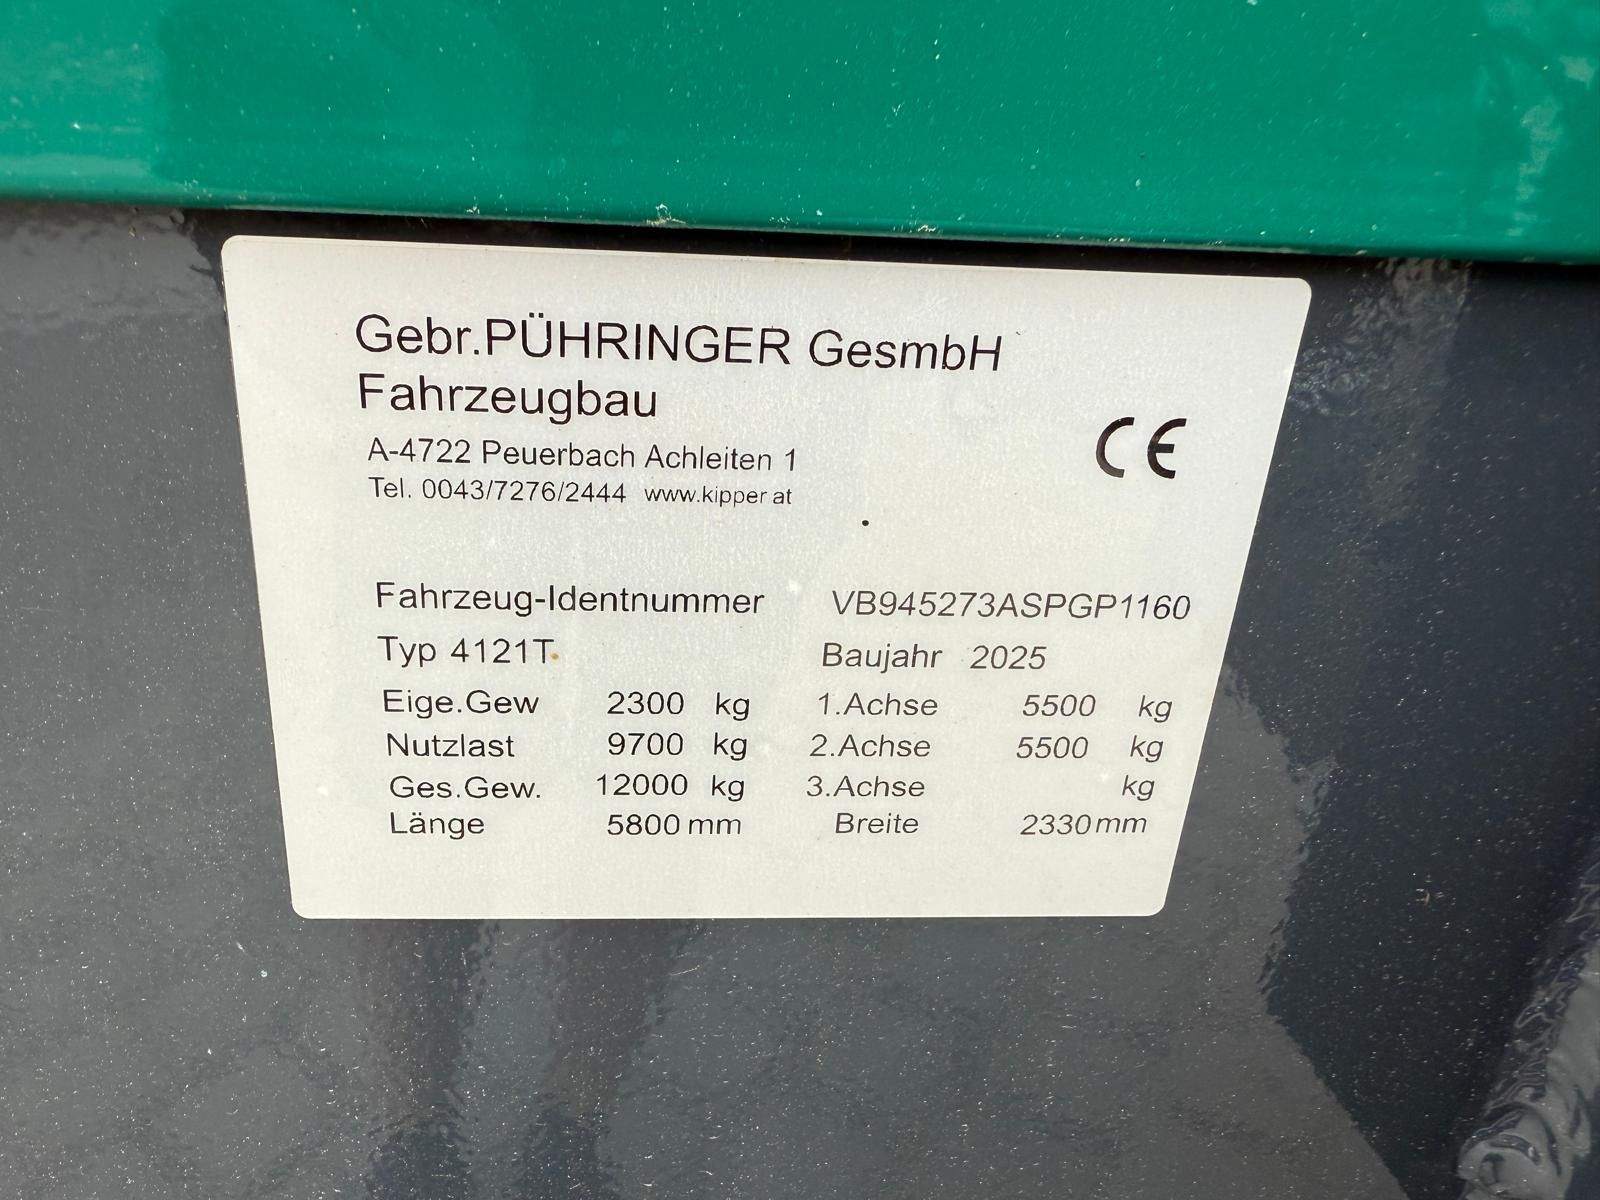 Gebr.PÜHRINGER GesmbH
Fahrzeugbau
A-4722 Peuerbach Achleiten 1
Tel. 0043/7276/2444 www.kipper at
CE
Fahrzeug-Identnummer VB945273ASPGP1160
Typ 4121T Baujahr 2025
Eige.Gew 2300 kg 1.Achse 5500 kg
Nutzlast 9700 kg 2.Achse 5500 kg
Ges.Gew. 12000 kg 3.Achse kg
Länge 5800 mm Breite 2330 mm